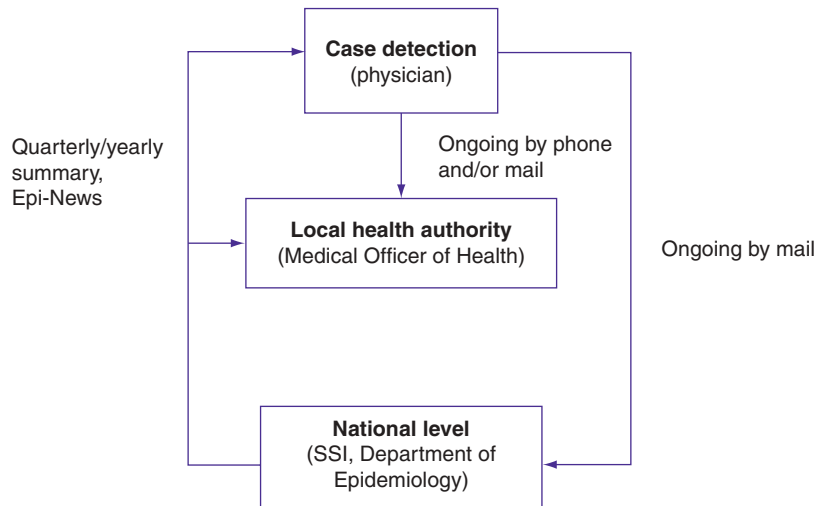 Case detection
(physician)
Quarterly/yearly
summary,
Epi-News
Ongoing by phone
and/or mail
Local health authority
(Medical Officer of Health)
Ongoing by mail
National level
(SSI, Department of
Epidemiology)